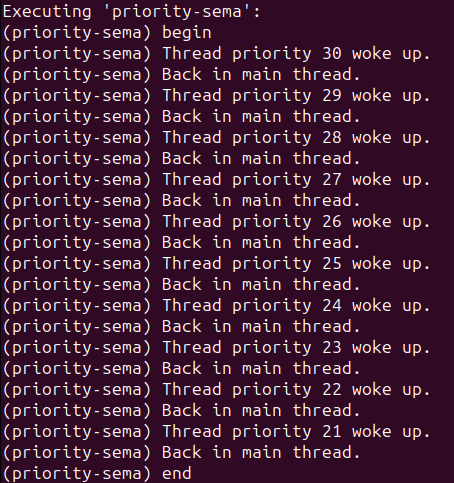 Executing 'priority-sema':
(priority-sema) begin
(priority-sema) Thread priority 30 woke up.
(priority-sema) Back in main thread.
(priority-sema) Thread priority 29 woke up.
(priority-sema) Back in main thread.
(priority-sema) Thread priority 28 woke up.
(priority-sema) Back in main thread.
(priority-sema) Thread priority 27 woke up.
(priority-sema) Back in main thread.
(priority-sema) Thread priority 26 woke up.
(priority-sema) Back in main thread.
(priority-sema) Thread priority 25 woke up.
(priority-sema) Back in main thread.
(priority-sema) Thread priority 24 woke up.
(priority-sema) Back in main thread.
(priority-sema) Thread priority 23 woke up.
(priority-sema) Back in main thread.
(priority-sema) Thread priority 22 woke up.
(priority-sema) Back in main thread.
(priority-sema) Thread priority 21 woke up.
(priority-sema) Back in main thread.
(priority-sema) end